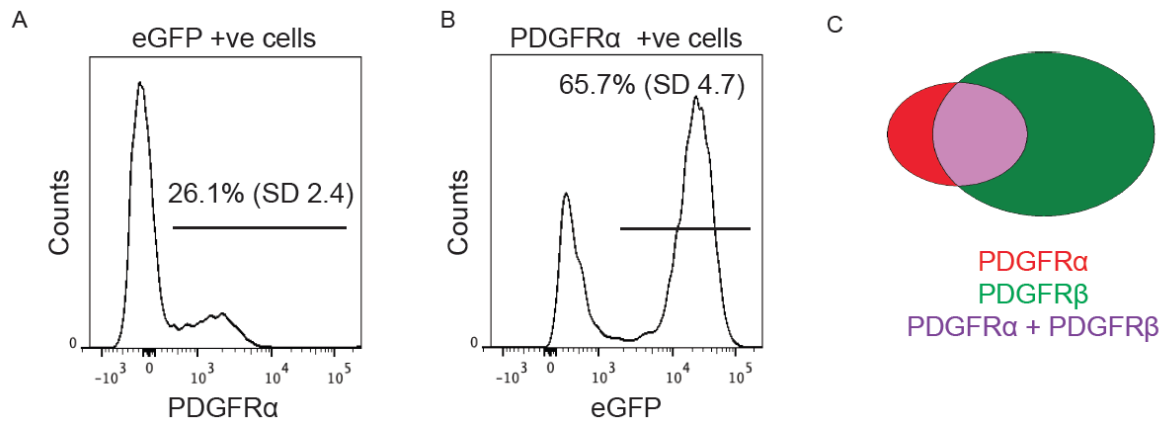 A
eGFP +ve cells
26.1% (SD 2.4)
Counts
0
-10³ 0 10³ 10⁴ 10⁵
PDGFRα
B
PDGFRα +ve cells
65.7% (SD 4.7)
Counts
0
-10³ 0 10³ 10⁴ 10⁵
eGFP
C
PDGFRα
PDGFRβ
PDGFRα + PDGFRβ